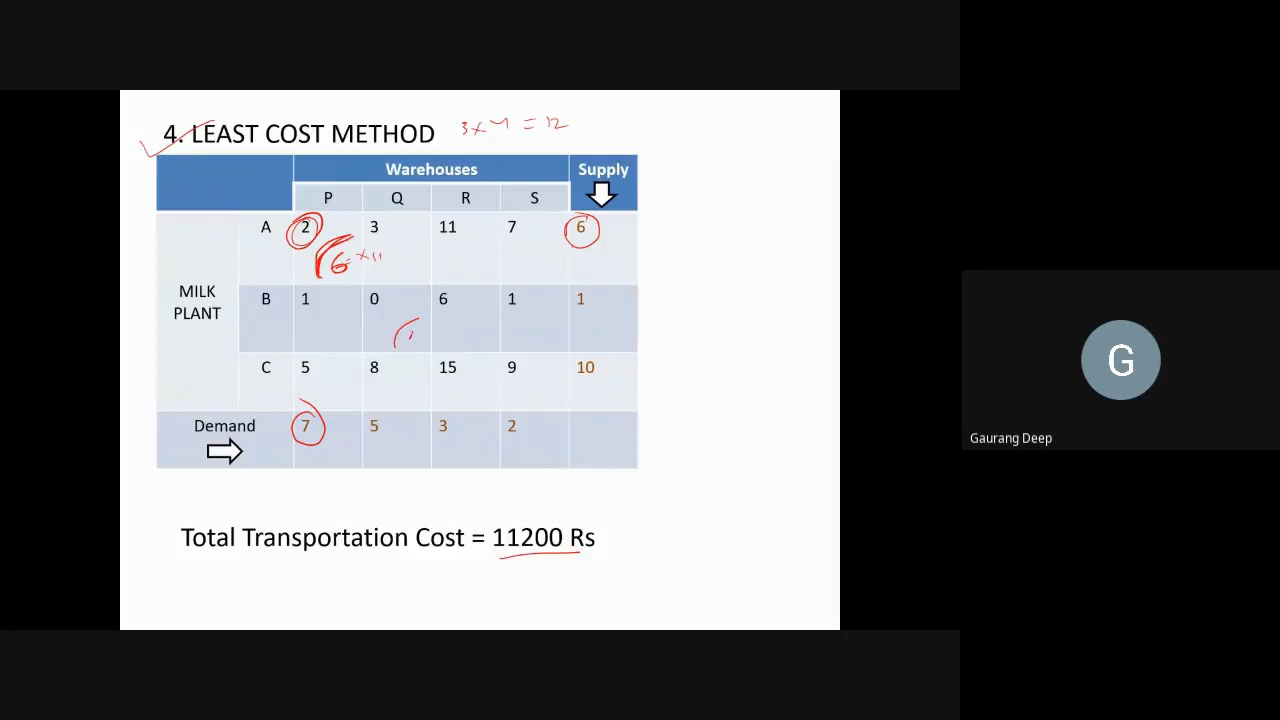 4. LEAST COST METHOD 3 x 4 = 12
Warehouses Supply
P Q R S
A 2 3 11 7 6
6 = x 11
MILK PLANT
B 1 0 6 1 1
C 5 8 15 9 10
Demand 7 5 3 2
Total Transportation Cost = 11200 Rs
G
Gaurang Deep